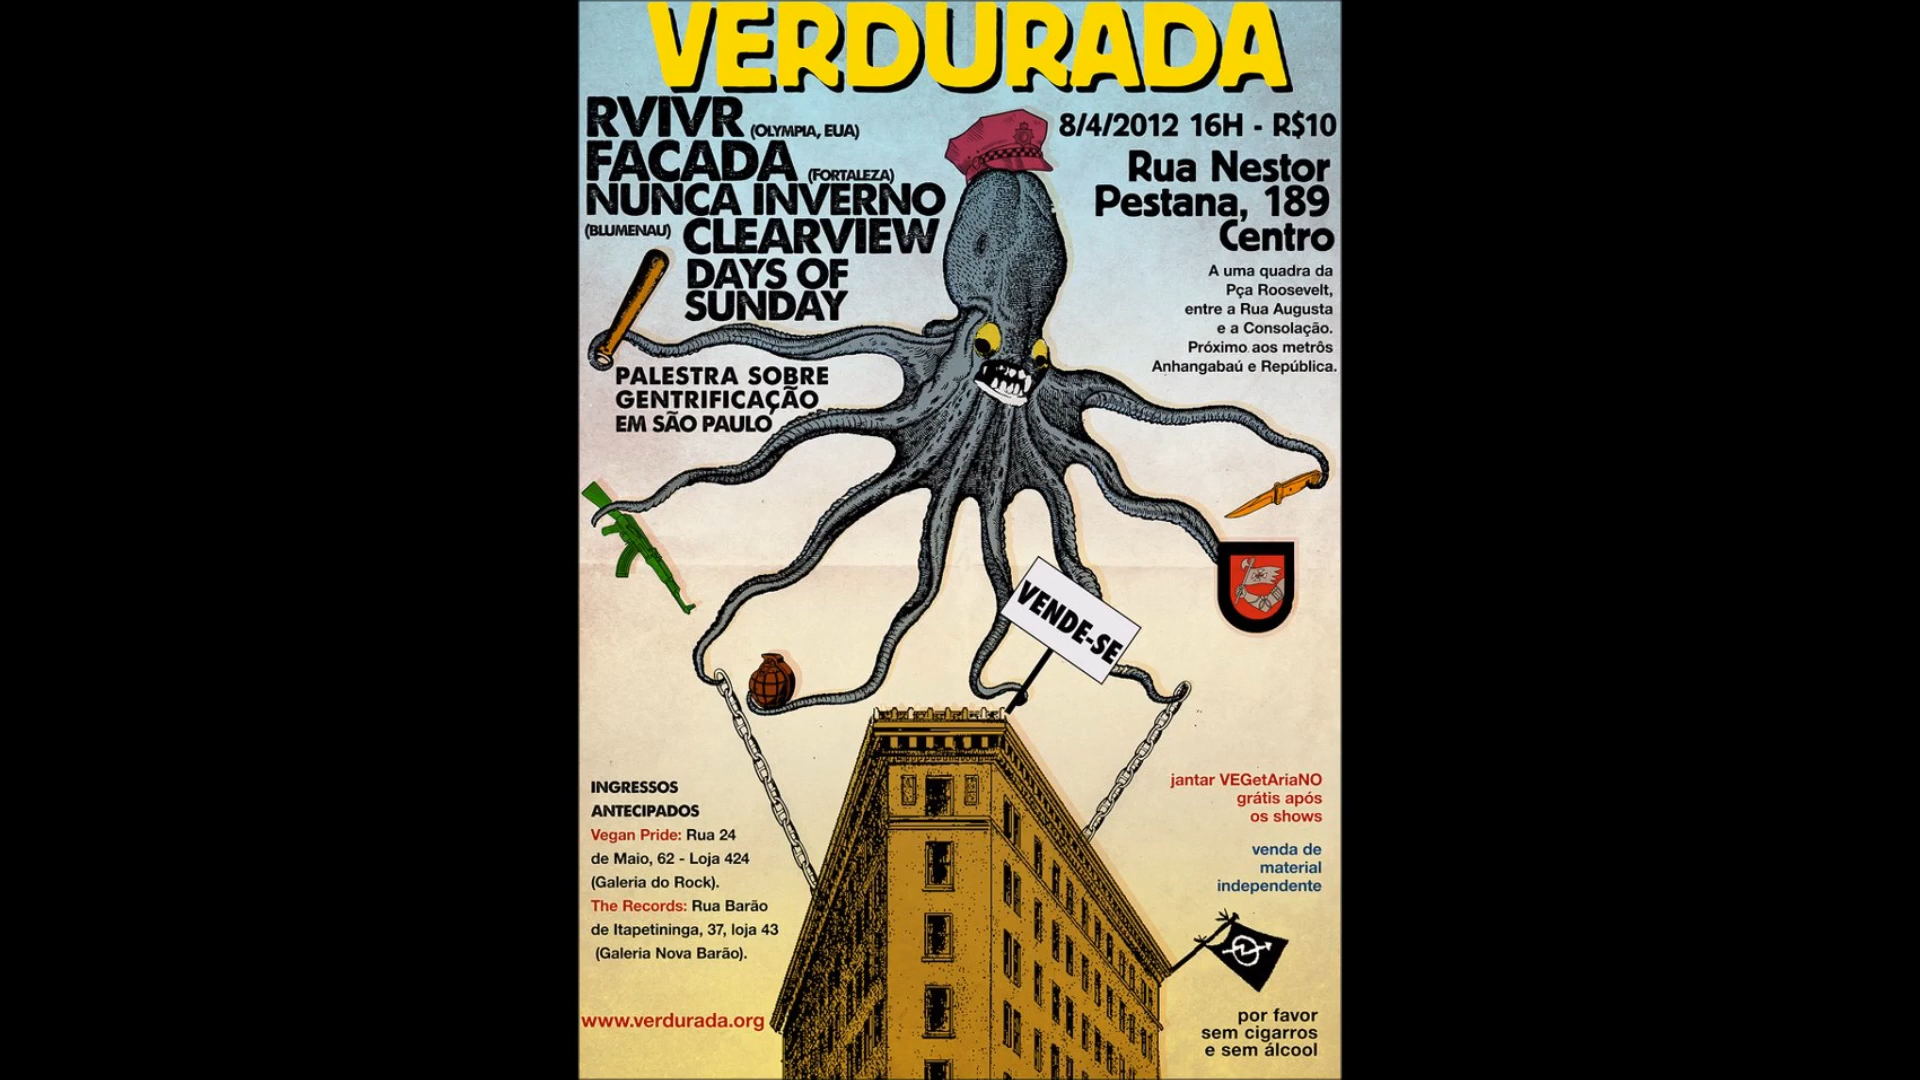 VERDURADA
RVIVR (OLYMPIA, EUA)
FACADA (FORTALEZA)
NUNCA INVERNO
(BLUMENAU) CLEARVIEW
DAYS OF
SUNDAY
8/4/2012 16H - R$10
Rua Nestor
Pestana, 189
Centro
A uma quadra da
Pça Roosevelt,
entre a Rua Augusta
e a Consolação.
Próximo aos metrôs
Anhangabaú e República.
PALESTRA SOBRE
GENTRIFICAÇÃO
EM SÃO PAULO
VENDE-SE
INGRESSOS
ANTECIPADOS
Vegan Pride: Rua 24
de Maio, 62 - Loja 424
(Galeria do Rock).
The Records: Rua Barão
de Itapetininga, 37, loja 43
(Galeria Nova Barão).
www.verdurada.org
jantar VEGetAriaNO
grátis após
os shows
venda de
material
independente
por favor
sem cigarros
e sem álcool